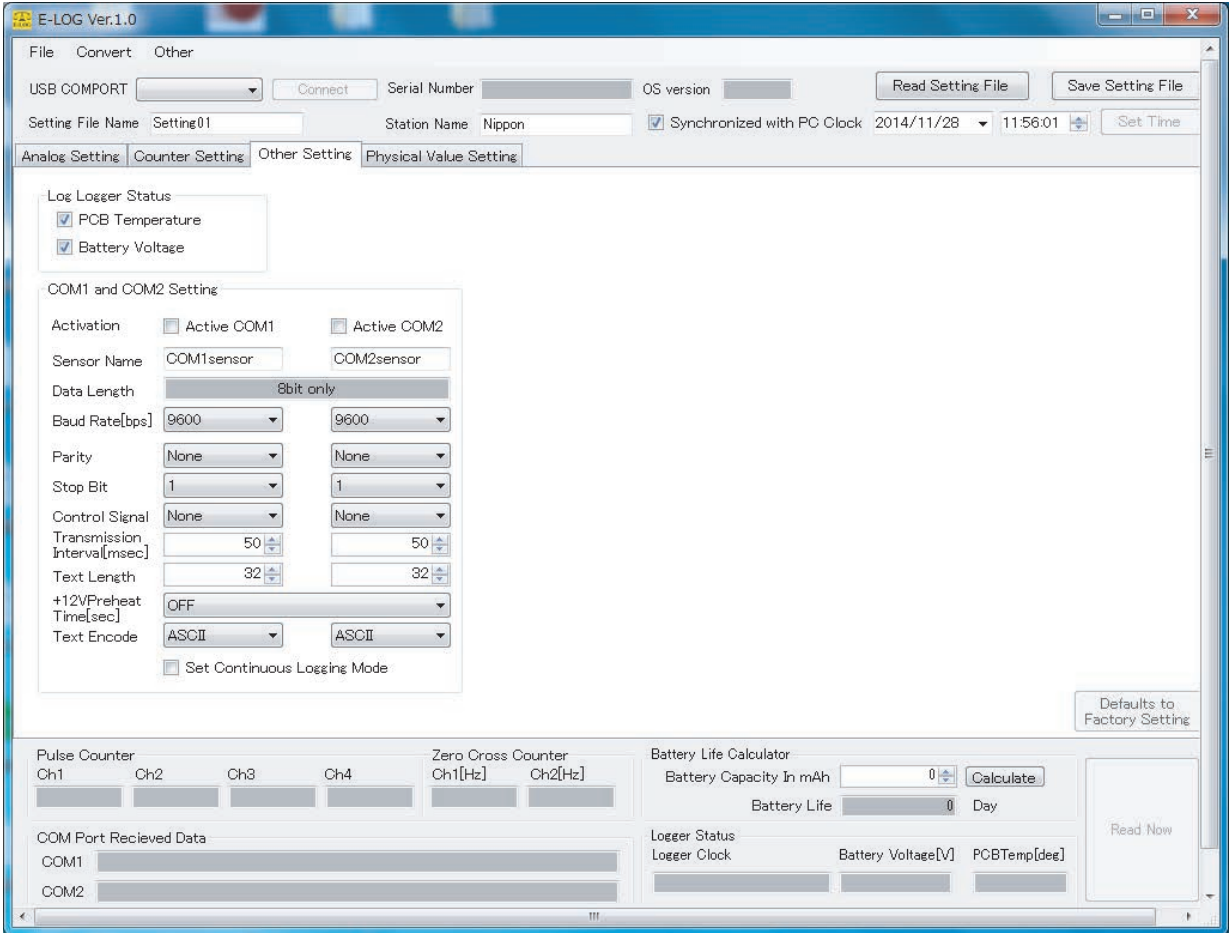 E-LOG
E-LOG Ver.1.0
File Convert Other
USB COMPORT Connect Serial Number OS version Read Setting File Save Setting File
Setting File Name Setting01 Station Name Nippon Synchronized with PC Clock 2014/11/28 11:56:01 Set Time
Analog Setting Counter Setting Other Setting Physical Value Setting
Log Logger Status
PCB Temperature
Battery Voltage
COM1 and COM2 Setting
Activation Active COM1 Active COM2
Sensor Name COM1sensor COM2sensor
Data Length 8bit only
Baud Rate[bps] 9600 9600
Parity None None
Stop Bit 1 1
Control Signal None None
Transmission
Interval[msec] 50 50
Text Length 32 32
+12VPreheat
Time[sec] OFF
Text Encode ASCII ASCII
Set Continuous Logging Mode
Defaults to
Factory Setting
Pulse Counter Zero Cross Counter Battery Life Calculator
Ch1 Ch2 Ch3 Ch4 Ch1[Hz] Ch2[Hz] Battery Capacity In mAh 0 Calculate
Battery Life 0 Day
COM Port Recieved Data Logger Status Read Now
COM1 Logger Clock Battery Voltage[V] PCBTemp[deg]
COM2